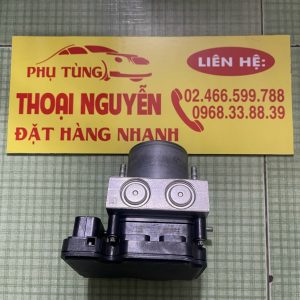 PHỤ TÙNG
THOẠI NGUYỄN
ĐẶT HÀNG NHANH
LIÊN HỆ:
02.466.599.788
0968.33.88.39